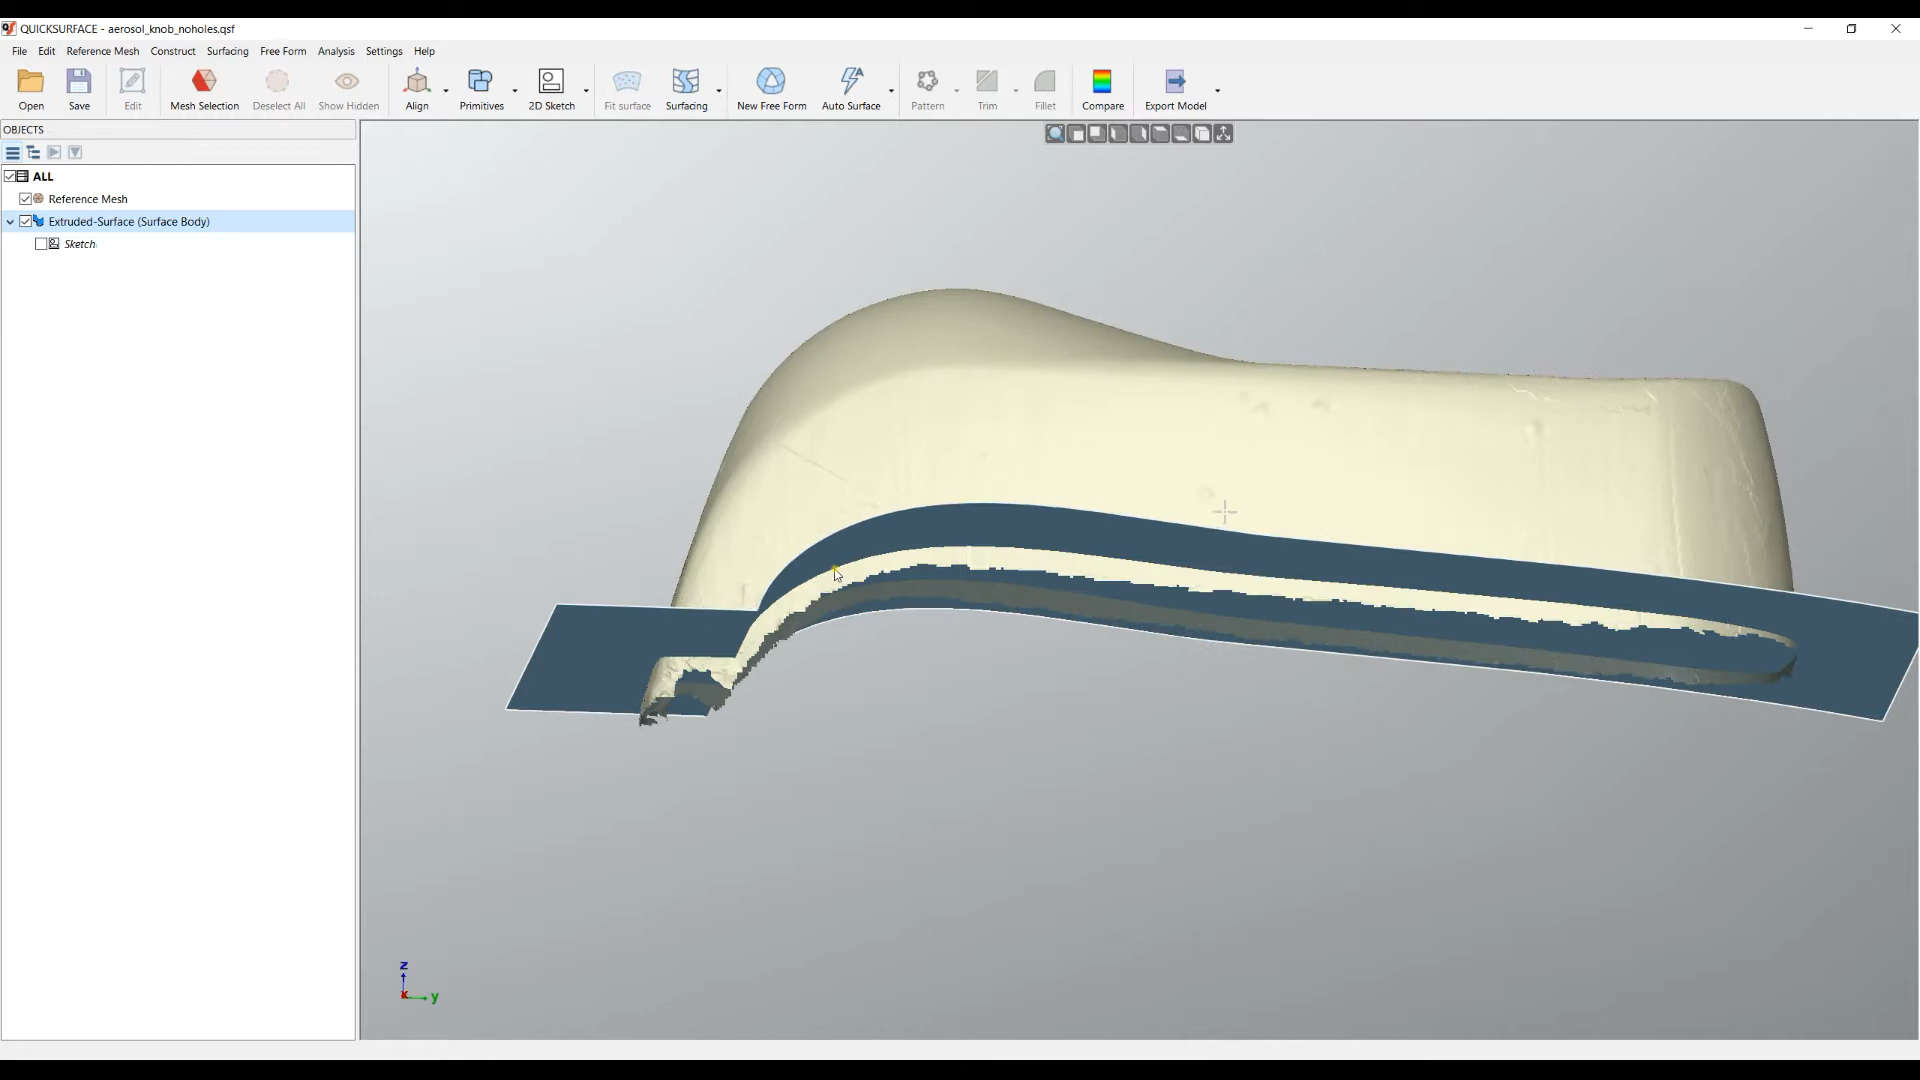 QUICKSURFACE - aerosol_knob_noholes.qsf
File Edit Reference Mesh Construct Surfacing Free Form Analysis Settings Help
Open Save Edit Mesh Selection Deselect All Show Hidden Align Primitives 2D Sketch Fit surface Surfacing New Free Form Auto Surface Pattern Trim Fillet Compare Export Model
OBJECTS
ALL
Reference Mesh
Extruded-Surface (Surface Body)
Sketch
z
x y